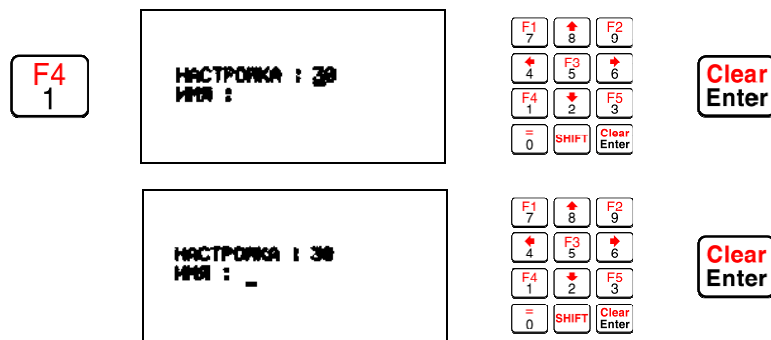 F4
1
НАСТРОЙКА : 30
ИМЯ :
F1
7
8
F2
9
4
F3
5
6
F4
1
2
F5
3
=
0
SHIFT
Clear
Enter
Clear
Enter
НАСТРОЙКА : 30
ИМЯ : _
F1
7
8
F2
9
4
F3
5
6
F4
1
2
F5
3
=
0
SHIFT
Clear
Enter
Clear
Enter